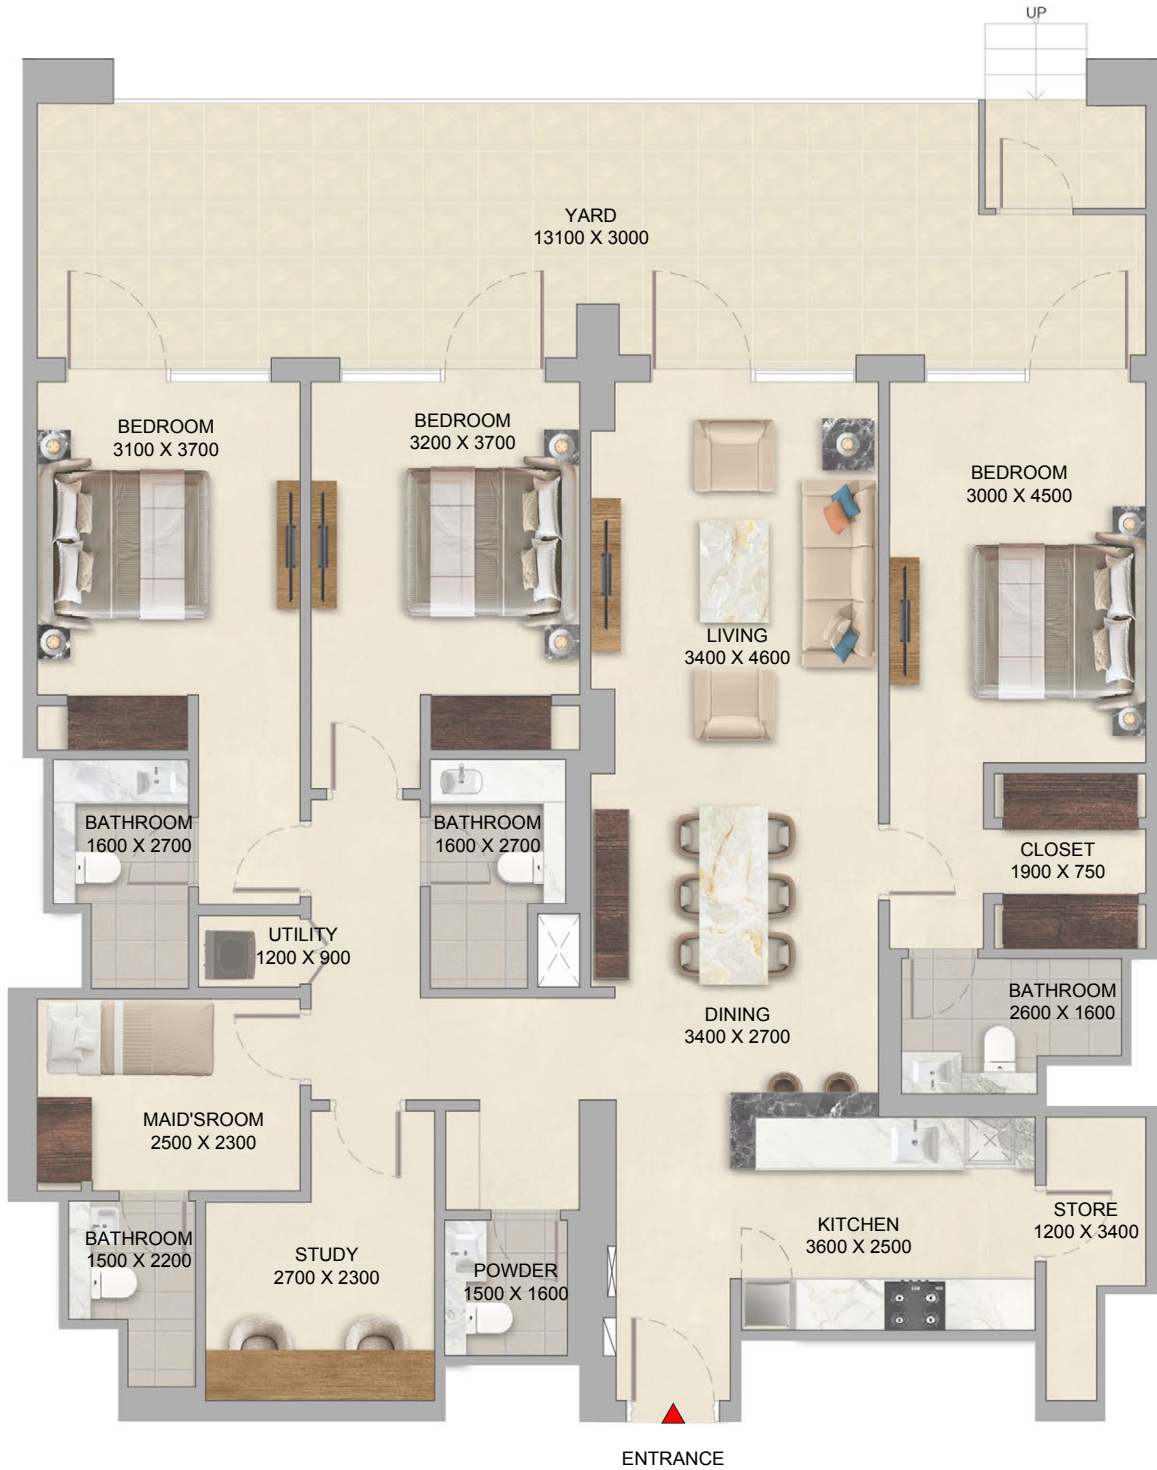 UP
YARD
13100 X 3000
BEDROOM
3100 X 3700
BEDROOM
3200 X 3700
BEDROOM
3000 X 4500
LIVING
3400 X 4600
BATHROOM
1600 X 2700
BATHROOM
1600 X 2700
CLOSET
1900 X 750
UTILITY
1200 X 900
DINING
3400 X 2700
BATHROOM
2600 X 1600
MAID'SROOM
2500 X 2300
BATHROOM
1500 X 2200
STUDY
2700 X 2300
POWDER
1500 X 1600
KITCHEN
3600 X 2500
STORE
1200 X 3400
ENTRANCE